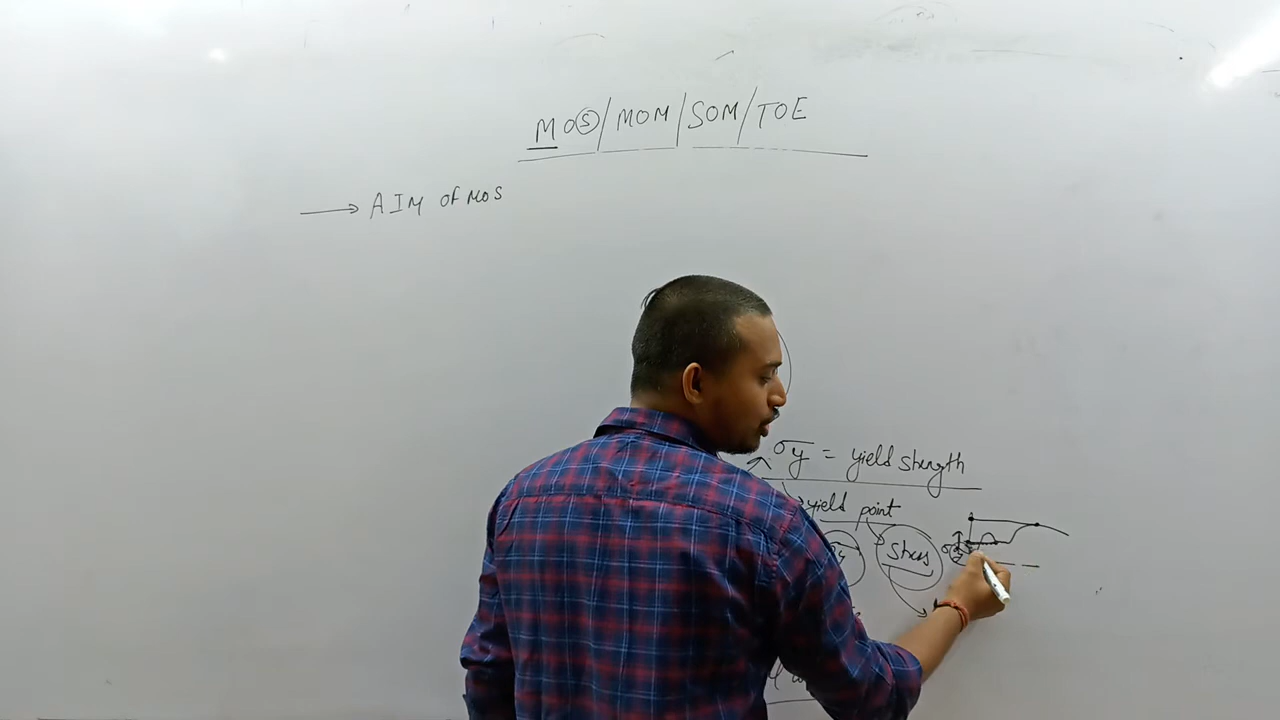 MOS/MOM/SOM/TOE
→ AIM OF MOS
σy = yield strength
yield point
stress